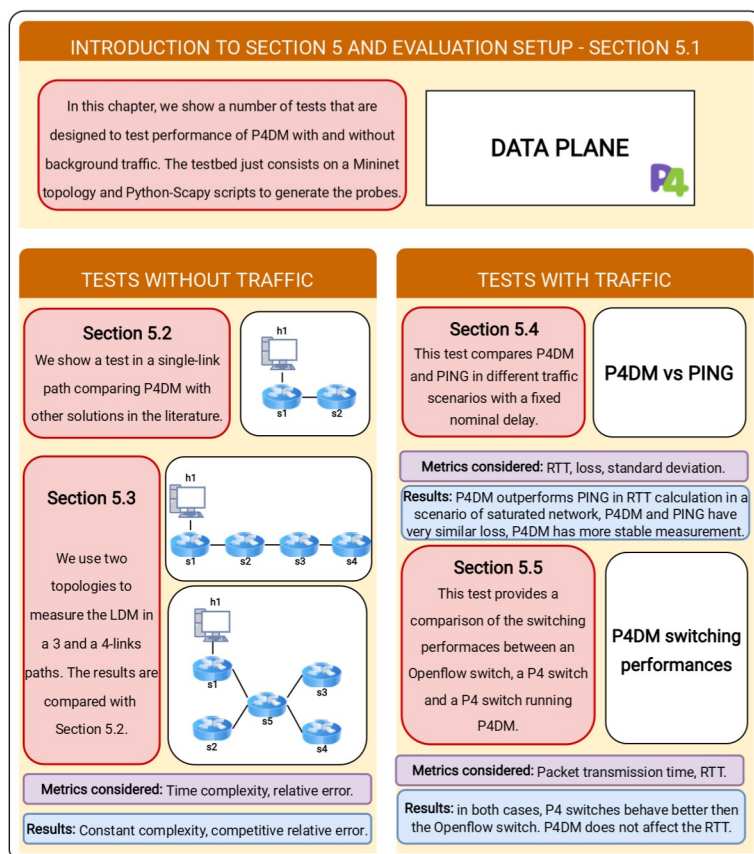 INTRODUCTION TO SECTION 5 AND EVALUATION SETUP - SECTION 5.1
In this chapter, we show a number of tests that are
designed to test performance of P4DM with and without
background traffic. The testbed just consists on a Mininet
topology and Python-Scapy scripts to generate the probes.
DATA PLANE
P4
TESTS WITHOUT TRAFFIC
Section 5.2
We show a test in a single-link
path comparing P4DM with
other solutions in the literature.
h1
s1
s2
Section 5.3
We use two
topologies to
measure the LDM in
a 3 and a 4-links
paths. The results are
compared with
Section 5.2.
h1
s1
s2
s3
s4
h1
s1
s3
s5
s2
s4
Metrics considered: Time complexity, relative error.
Results: Constant complexity, competitive relative error.
TESTS WITH TRAFFIC
Section 5.4
This test compares P4DM
and PING in different traffic
scenarios with a fixed
nominal delay.
P4DM vs PING
Metrics considered: RTT, loss, standard deviation.
Results: P4DM outperforms PING in RTT calculation in a
scenario of saturated network, P4DM and PING have
very similar loss, P4DM has more stable measurement.
Section 5.5
This test provides a
comparison of the switching
performaces between an
Openflow switch, a P4 switch
and a P4 switch running
P4DM.
P4DM switching
performances
Metrics considered: Packet transmission time, RTT.
Results: in both cases, P4 switches behave better then
the Openflow switch. P4DM does not affect the RTT.